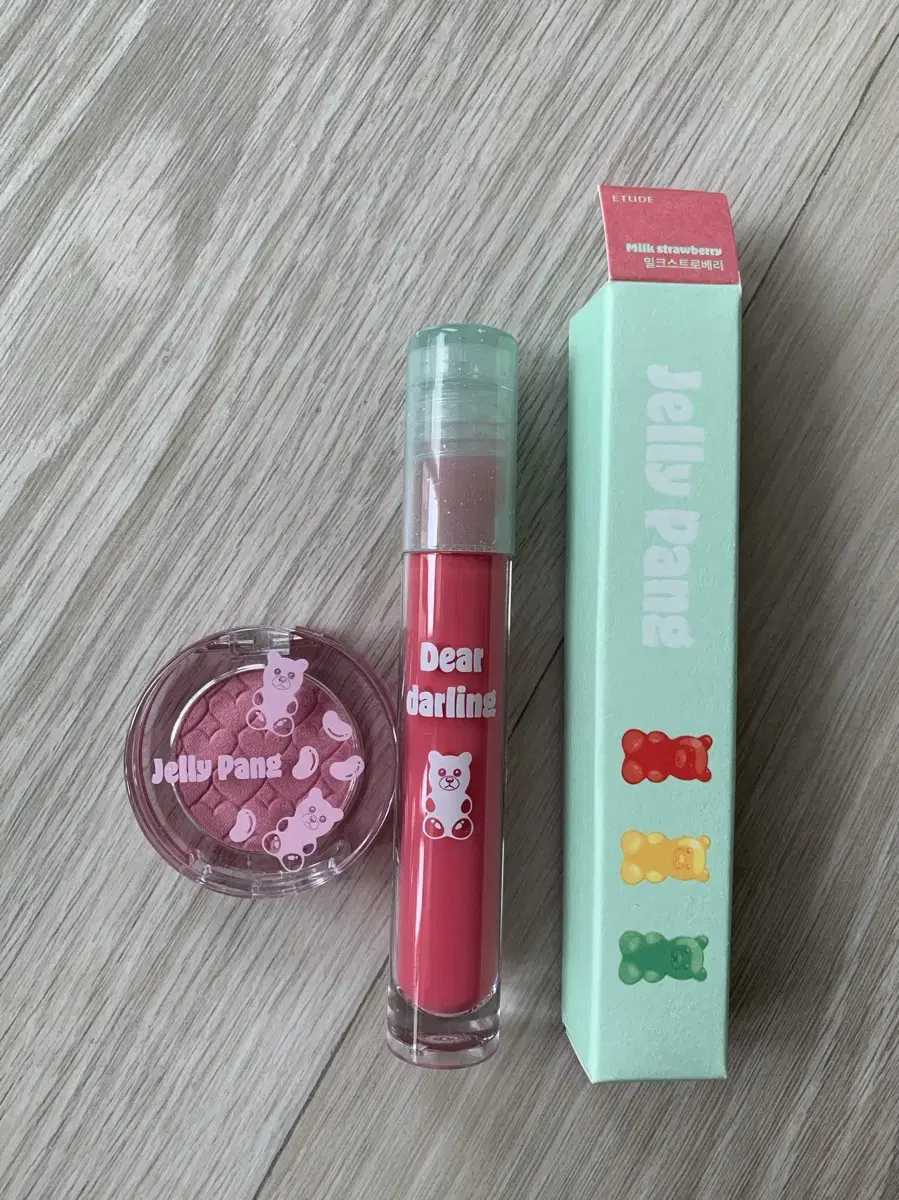 Jelly Pang
Dear
darling
ETUDE
Milk strawberry
밀크스트로베리
Jelly Pang